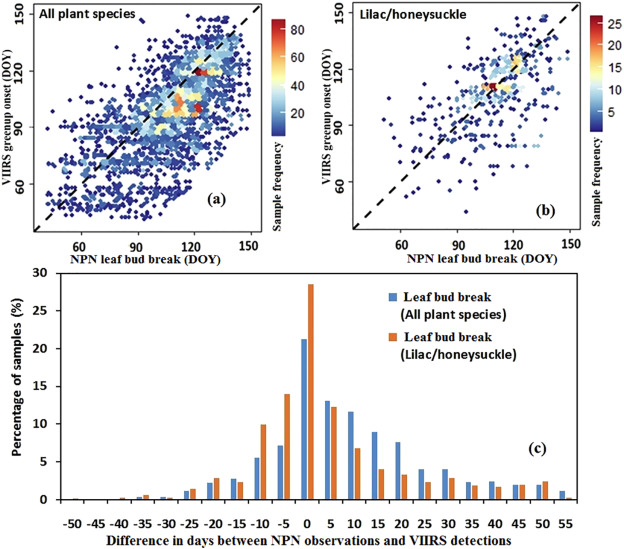 All plant species
VIIRS greenup onset (DOY)
150
120
90
60
60 90 120 150
NPN leaf bud break (DOY)
(a)
80
60
40
20
Sample frequency
Lilac/honeysuckle
VIIRS greenup onset (DOY)
150
120
90
60
60 90 120 150
NPN leaf bud break (DOY)
(b)
25
20
15
10
5
Sample frequency
Percentage of samples (%)
30
25
20
15
10
5
0
Leaf bud break
(All plant species)
Leaf bud break
(Lilac/honeysuckle)
(c)
-50 -45 -40 -35 -30 -25 -20 -15 -10 -5 0 5 10 15 20 25 30 35 40 45 50 55
Difference in days between NPN observations and VIIRS detections